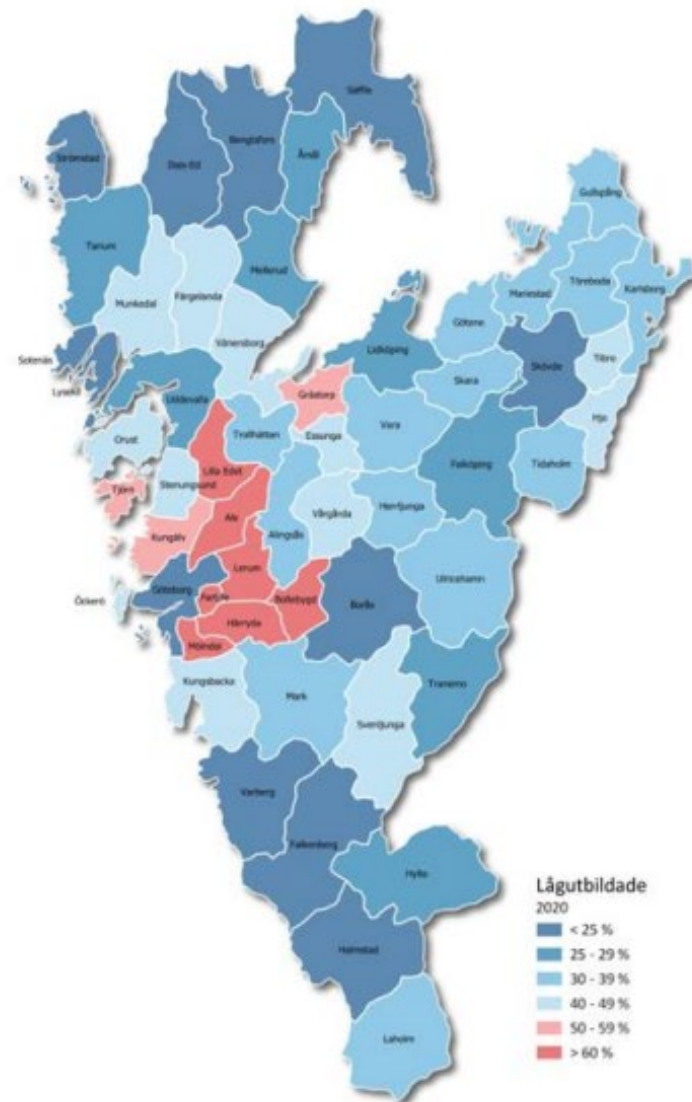 Säffle
Strömstad
Dals-Ed
Bengtsfors
Åmål
Gullspång
Tanum
Mellerud
Töreboda
Karlsborg
Mariestad
Munkedal
Färgelanda
Götene
Vänersborg
Lidköping
Sotenäs
Skövde
Tibro
Lysekil
Skara
Grästorp
Uddevalla
Hjo
Orust
Trollhättan
Essunga
Vara
Falköping
Tidaholm
Lilla Edet
Stenungsund
Tjörn
Ale
Vårgårda
Herrljunga
Kungälv
Alingsås
Lerum
Ulricehamn
Göteborg
Partille
Bollebygd
Öckerö
Borås
Härryda
Mölndal
Kungsbacka
Mark
Tranemo
Svenljunga
Varberg
Falkenberg
Hylte
Halmstad
Laholm
Lågutbildade
2020
< 25 %
25 - 29 %
30 - 39 %
40 - 49 %
50 - 59 %
> 60 %